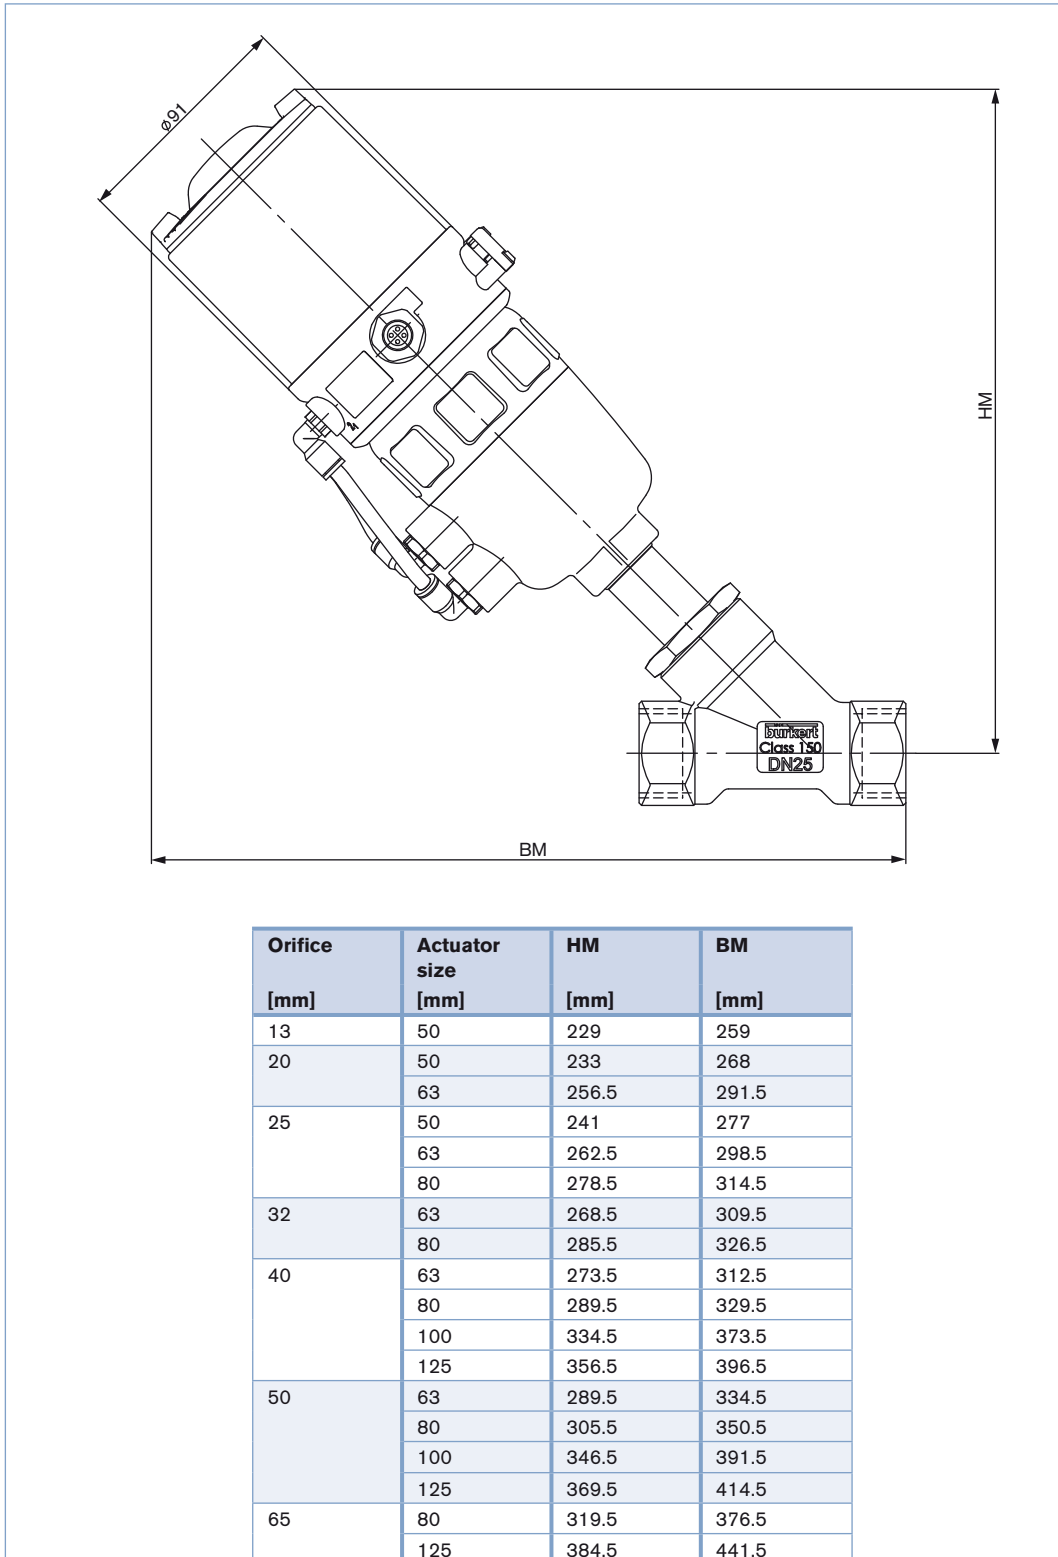 ø91
HM
burkert
Class 150
DN25
BM
Orifice Actuator size HM BM
[mm] [mm] [mm] [mm]
13 50 229 259
20 50 233 268
63 256.5 291.5
25 50 241 277
63 262.5 298.5
80 278.5 314.5
32 63 268.5 309.5
80 285.5 326.5
40 63 273.5 312.5
80 289.5 329.5
100 334.5 373.5
125 356.5 396.5
50 63 289.5 334.5
80 305.5 350.5
100 346.5 391.5
125 369.5 414.5
65 80 319.5 376.5
125 384.5 441.5